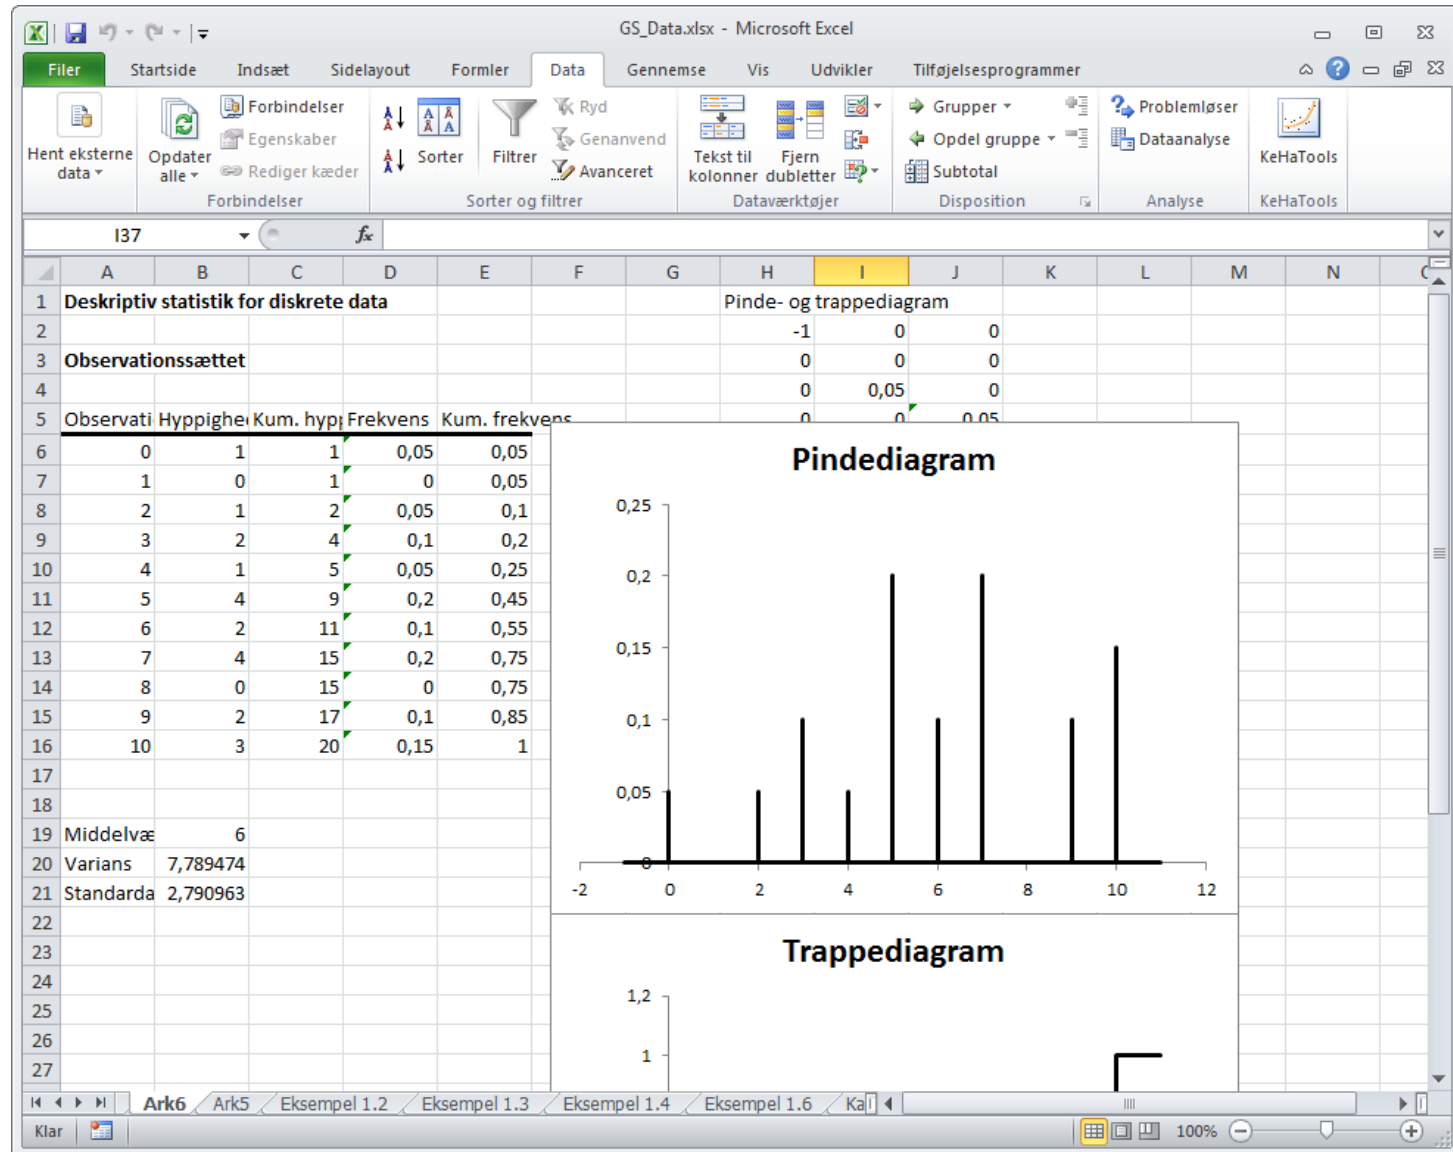 GS_Data.xlsx - Microsoft Excel
Filer Startside Indsæt Sidelayout Formler Data Gennemse Vis Udvikler Tilføjelsesprogrammer
Hent eksterne data
Opdater alle
Forbindelser
Egenskaber
Rediger kæder
Forbindelser
Sorter
Filtrer
Ryd
Genanvend
Avanceret
Sorter og filtrer
Tekst til kolonner
Fjern dubletter
Dataværktøjer
Grupper
Opdel gruppe
Subtotal
Disposition
Problemløser
Dataanalyse
Analyse
KeHaTools
KeHaTools
I37 fx
A B C D E F G H I J K L M N
1 Deskriptiv statistik for diskrete data Pinde- og trappediagram
2 -1 0 0
3 Observationssættet 0 0 0
4 0 0,05 0
5 Observati Hyppighe Kum. hypp Frekvens Kum. frekvens 0 0 0,05
6 0 1 1 0,05 0,05
7 1 0 1 0 0,05
8 2 1 2 0,05 0,1
9 3 2 4 0,1 0,2
10 4 1 5 0,05 0,25
11 5 4 9 0,2 0,45
12 6 2 11 0,1 0,55
13 7 4 15 0,2 0,75
14 8 0 15 0 0,75
15 9 2 17 0,1 0,85
16 10 3 20 0,15 1
17
18
19 Middelvæ 6
20 Varians 7,789474
21 Standarda 2,790963
22
23
24
25
26
27
Pindediagram
0,25
0,2
0,15
0,1
0,05
0
-2 0 2 4 6 8 10 12
Trappediagram
1,2
1
Ark6 Ark5 Eksempel 1.2 Eksempel 1.3 Eksempel 1.4 Eksempel 1.6 Ka
Klar 100%